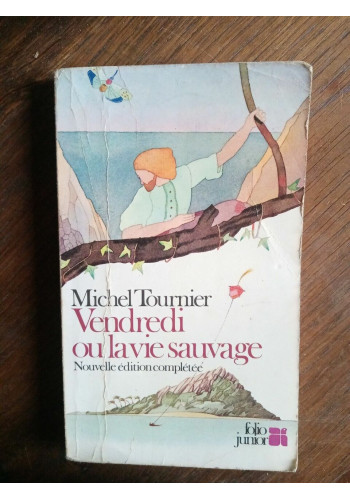 Michel Tournier
Vendredi
ou la vie sauvage
Nouvelle édition complétée
folio
junior